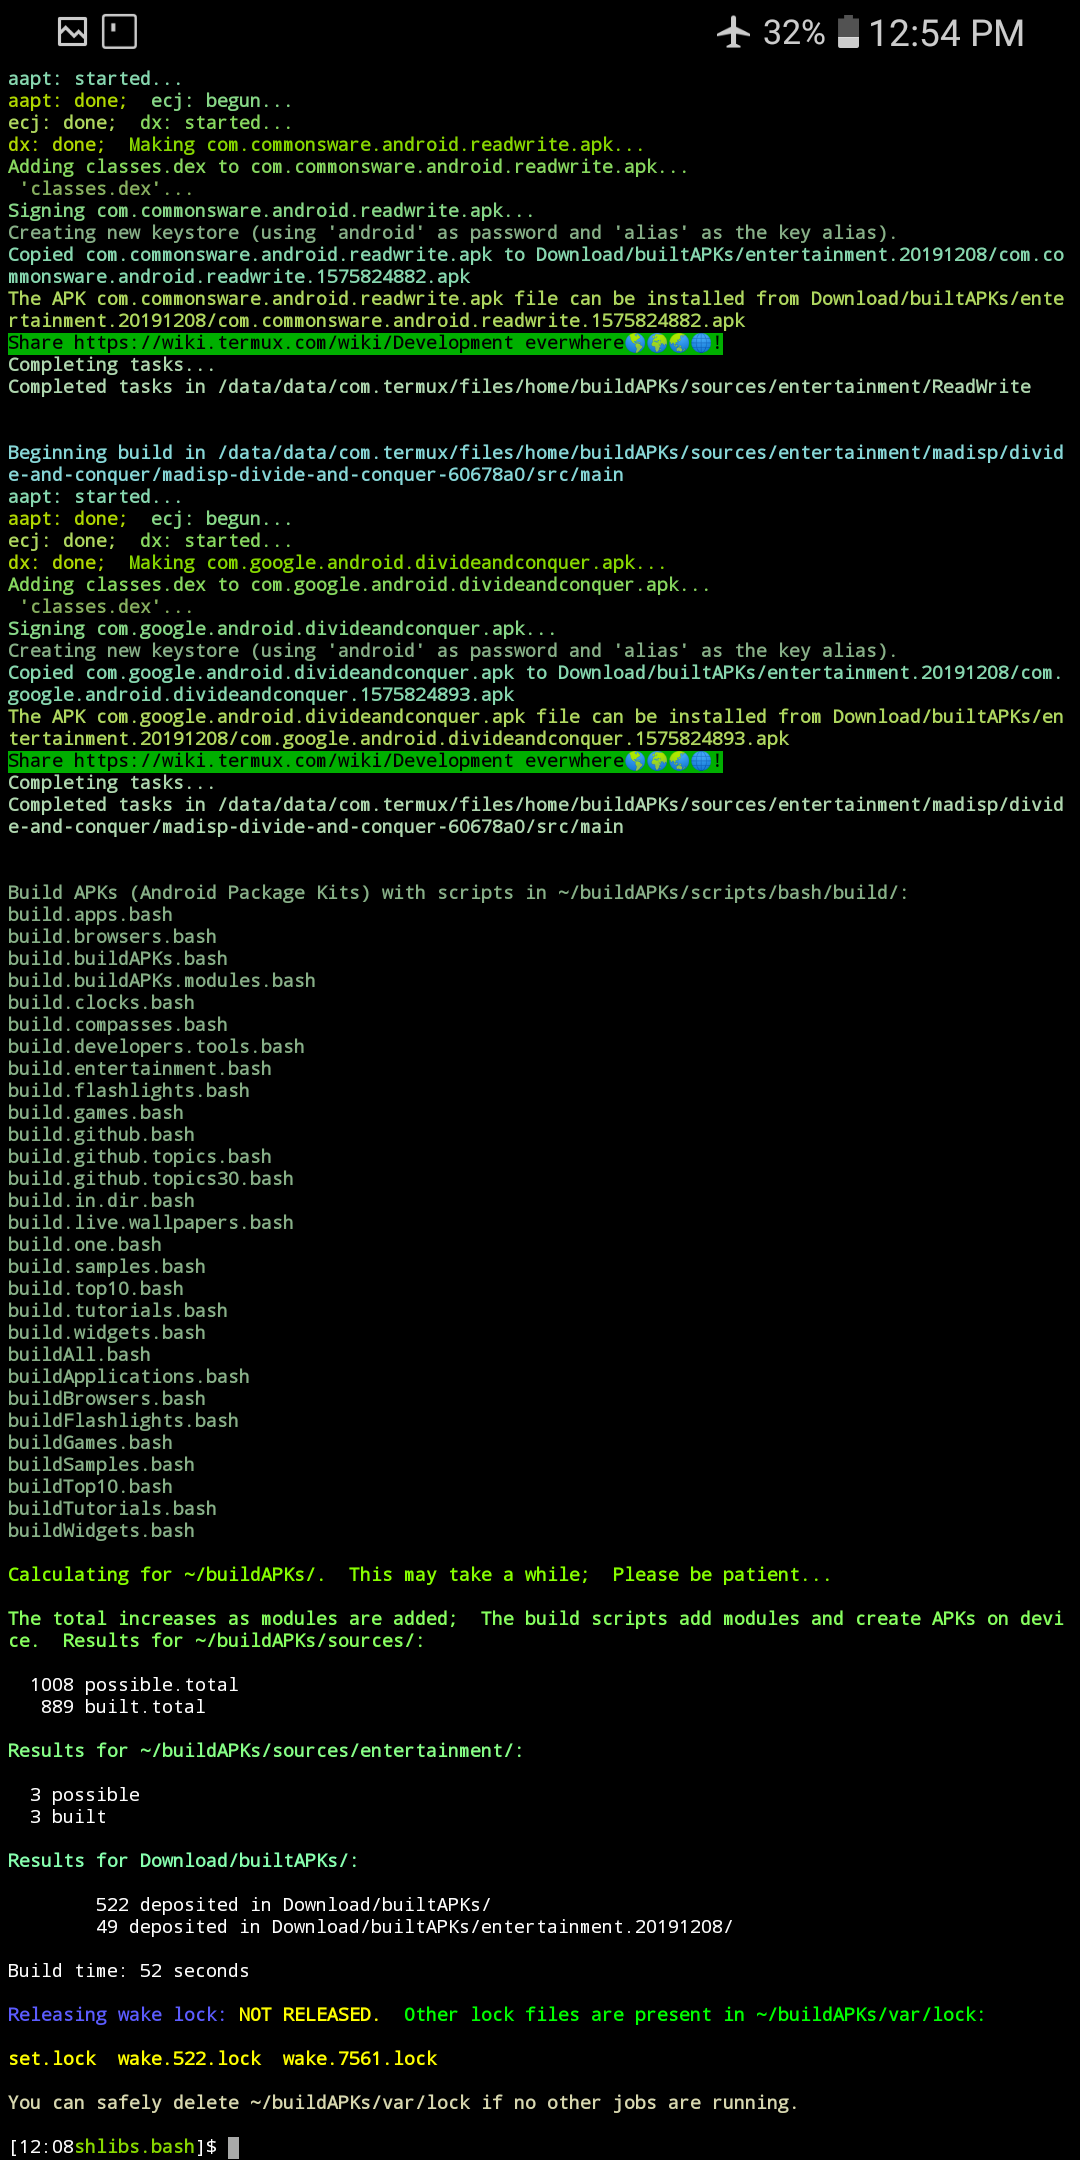 32% 12:54 PM
aapt: started...
aapt: done;  ecj: begun...
ecj: done;  dx: started...
dx: done;  Making com.commonsware.android.readwrite.apk...
Adding classes.dex to com.commonsware.android.readwrite.apk...
 'classes.dex'...
Signing com.commonsware.android.readwrite.apk...
Creating new keystore (using 'android' as password and 'alias' as the key alias).
Copied com.commonsware.android.readwrite.apk to Download/builtAPKs/entertainment.20191208/com.co
mmonsware.android.readwrite.1575824882.apk
The APK com.commonsware.android.readwrite.apk file can be installed from Download/builtAPKs/ente
rtainment.20191208/com.commonsware.android.readwrite.1575824882.apk
Share https://wiki.termux.com/wiki/Development everwhere🌎🌍🌏🌐!
Completing tasks...
Completed tasks in /data/data/com.termux/files/home/buildAPKs/sources/entertainment/ReadWrite
Beginning build in /data/data/com.termux/files/home/buildAPKs/sources/entertainment/madisp/divid
e-and-conquer/madisp-divide-and-conquer-60678a0/src/main
aapt: started...
aapt: done;  ecj: begun...
ecj: done;  dx: started...
dx: done;  Making com.google.android.divideandconquer.apk...
Adding classes.dex to com.google.android.divideandconquer.apk...
 'classes.dex'...
Signing com.google.android.divideandconquer.apk...
Creating new keystore (using 'android' as password and 'alias' as the key alias).
Copied com.google.android.divideandconquer.apk to Download/builtAPKs/entertainment.20191208/com.
google.android.divideandconquer.1575824893.apk
The APK com.google.android.divideandconquer.apk file can be installed from Download/builtAPKs/en
tertainment.20191208/com.google.android.divideandconquer.1575824893.apk
Share https://wiki.termux.com/wiki/Development everwhere🌎🌍🌏🌐!
Completing tasks...
Completed tasks in /data/data/com.termux/files/home/buildAPKs/sources/entertainment/madisp/divid
e-and-conquer/madisp-divide-and-conquer-60678a0/src/main
Build APKs (Android Package Kits) with scripts in ~/buildAPKs/scripts/bash/build/:
build.apps.bash
build.browsers.bash
build.buildAPKs.bash
build.buildAPKs.modules.bash
build.clocks.bash
build.compasses.bash
build.developers.tools.bash
build.entertainment.bash
build.flashlights.bash
build.games.bash
build.github.bash
build.github.topics.bash
build.github.topics30.bash
build.in.dir.bash
build.live.wallpapers.bash
build.one.bash
build.samples.bash
build.top10.bash
build.tutorials.bash
build.widgets.bash
buildAll.bash
buildApplications.bash
buildBrowsers.bash
buildFlashlights.bash
buildGames.bash
buildSamples.bash
buildTop10.bash
buildTutorials.bash
buildWidgets.bash
Calculating for ~/buildAPKs/.  This may take a while;  Please be patient...
The total increases as modules are added;  The build scripts add modules and create APKs on devi
ce.  Results for ~/buildAPKs/sources/:
1008 possible.total
889 built.total
Results for ~/buildAPKs/sources/entertainment/:
3 possible
3 built
Results for Download/builtAPKs/:
522 deposited in Download/builtAPKs/
49 deposited in Download/builtAPKs/entertainment.20191208/
Build time: 52 seconds
Releasing wake lock: NOT RELEASED.  Other lock files are present in ~/buildAPKs/var/lock:
set.lock  wake.522.lock  wake.7561.lock
You can safely delete ~/buildAPKs/var/lock if no other jobs are running.
[12:08shlibs.bash]$